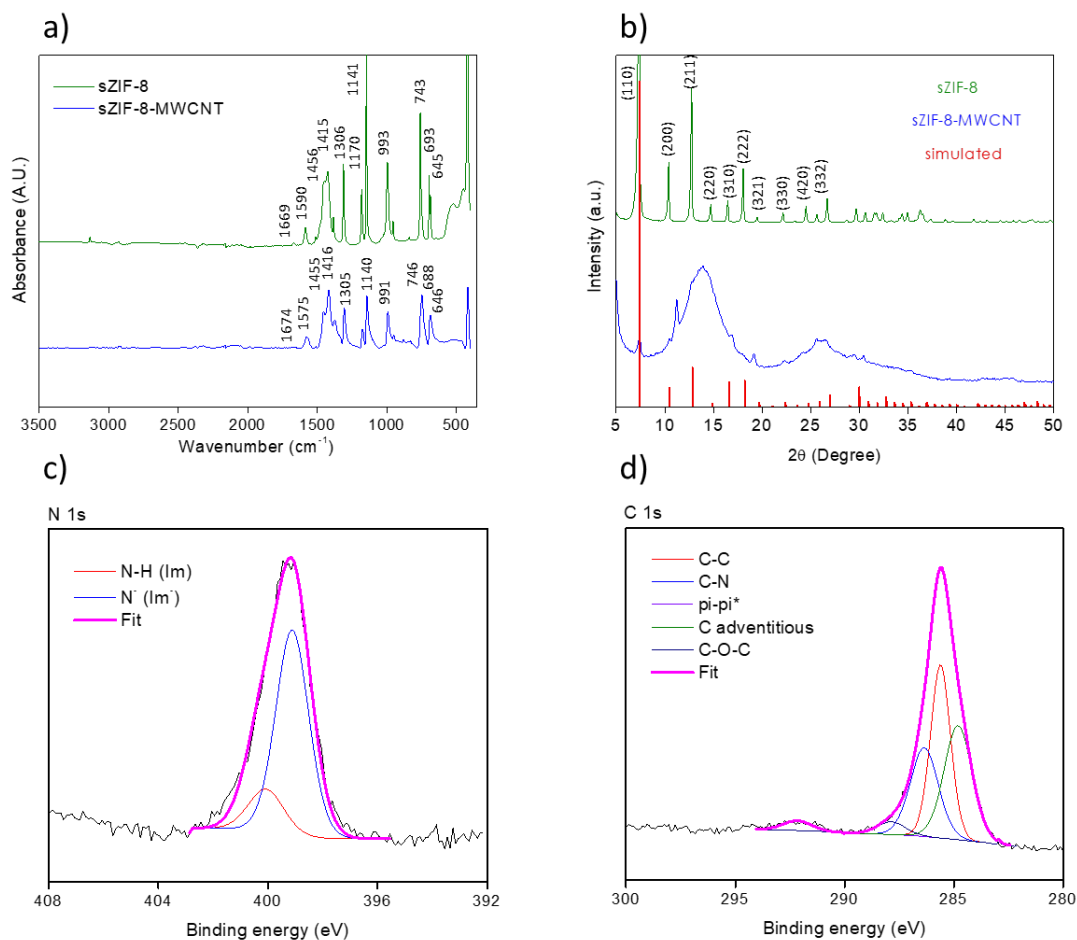 a)
sZIF-8
sZIF-8-MWCNT
1669
1590
1456
1415
1306
1170
1141
993
743
693
645
1674
1575
1455
1416
1305
1140
991
746
688
646
Absorbance (A.U.)
3500 3000 2500 2000 1500 1000 500
Wavenumber (cm⁻¹)
b)
sZIF-8
sZIF-8-MWCNT
simulated
(110)
(200)
(211)
(220)
(310)
(222)
(321)
(330)
(420)
(332)
Intensity (a.u.)
5 10 15 20 25 30 35 40 45 50
2θ (Degree)
c)
N 1s
N-H (Im)
N⁻ (Im⁻)
Fit
408 404 400 396 392
Binding energy (eV)
d)
C 1s
C-C
C-N
pi-pi*
C adventitious
C-O-C
Fit
300 295 290 285 280
Binding energy (eV)